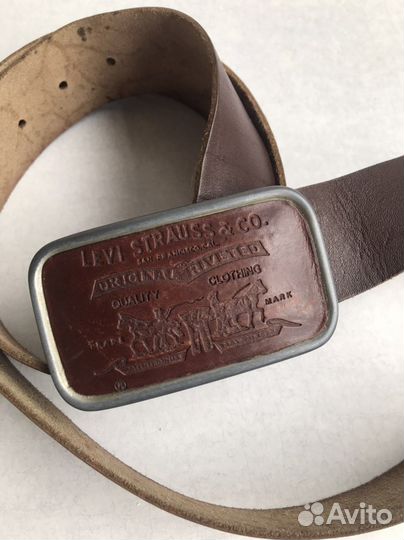 LEVI STRAUSS & CO.
SAN FRANCISCO, CAL.
ORIGINAL RIVETED
QUALITY CLOTHING
MARK
Avito